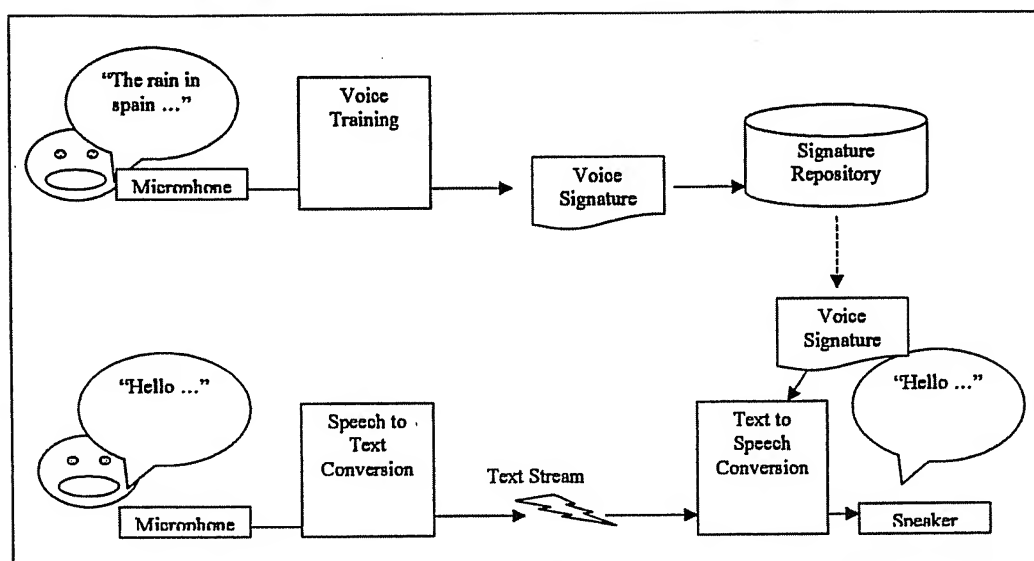 “The rain in
spain ...”
Voice
Training
Microphone
Voice
Signature
Signature
Repository
Voice
Signature
“Hello ...”
“Hello ...”
Speech to
Text
Conversion
Text to
Speech
Conversion
Text Stream
Microphone
Speaker